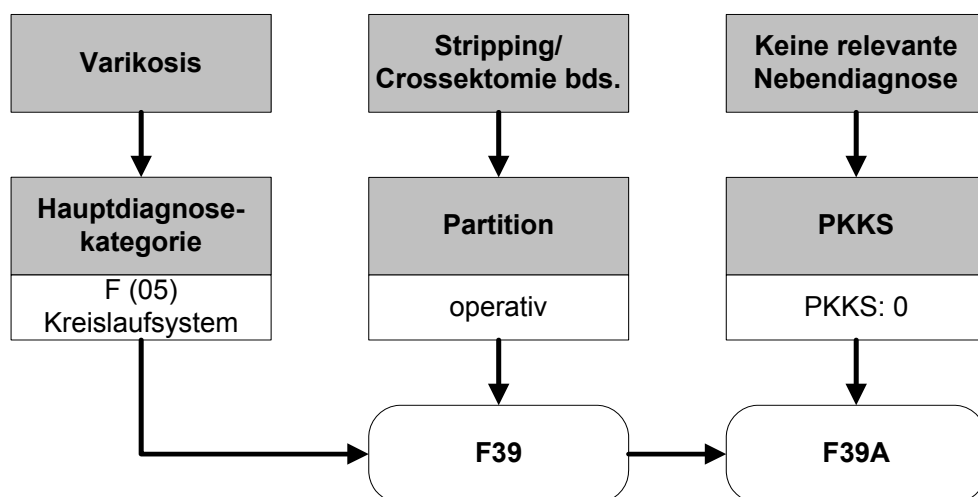 Varikosis
Stripping/
Crossektomie bds.
Keine relevante
Nebendiagnose
Hauptdiagnose-
kategorie
F (05)
Kreislaufsystem
Partition
operativ
PKKS
PKKS: 0
F39
F39A